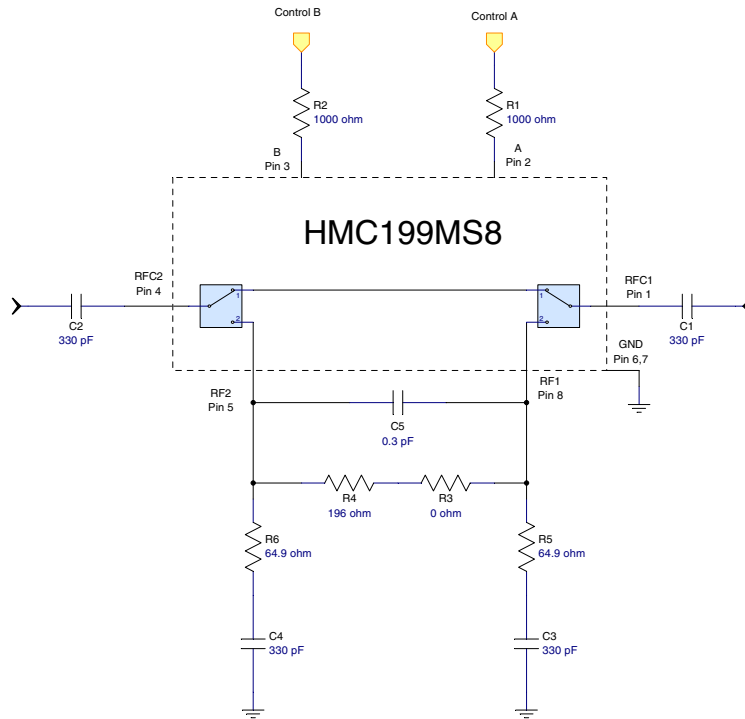 Control B
Control A
R2
1000 ohm
R1
1000 ohm
B
Pin 3
A
Pin 2
HMC199MS8
RFC2
Pin 4
RFC1
Pin 1
1
2
1
2
C2
330 pF
C1
330 pF
GND
Pin 6,7
RF2
Pin 5
RF1
Pin 8
C5
0.3 pF
R4
196 ohm
R3
0 ohm
R6
64.9 ohm
R5
64.9 ohm
C4
330 pF
C3
330 pF